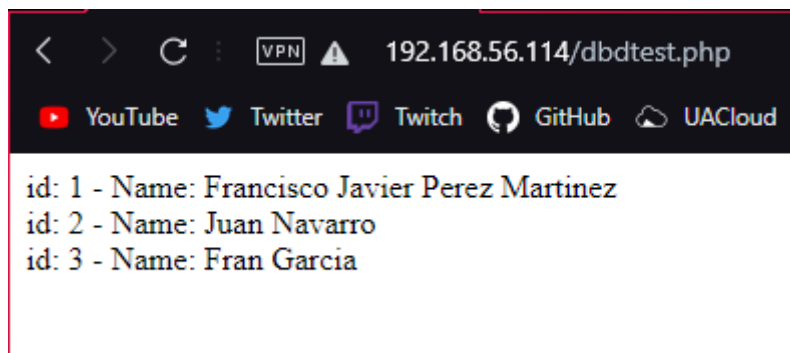 VPN 192.168.56.114/dbdtest.php
YouTube Twitter Twitch GitHub UACloud
id: 1 - Name: Francisco Javier Perez Martinez
id: 2 - Name: Juan Navarro
id: 3 - Name: Fran Garcia